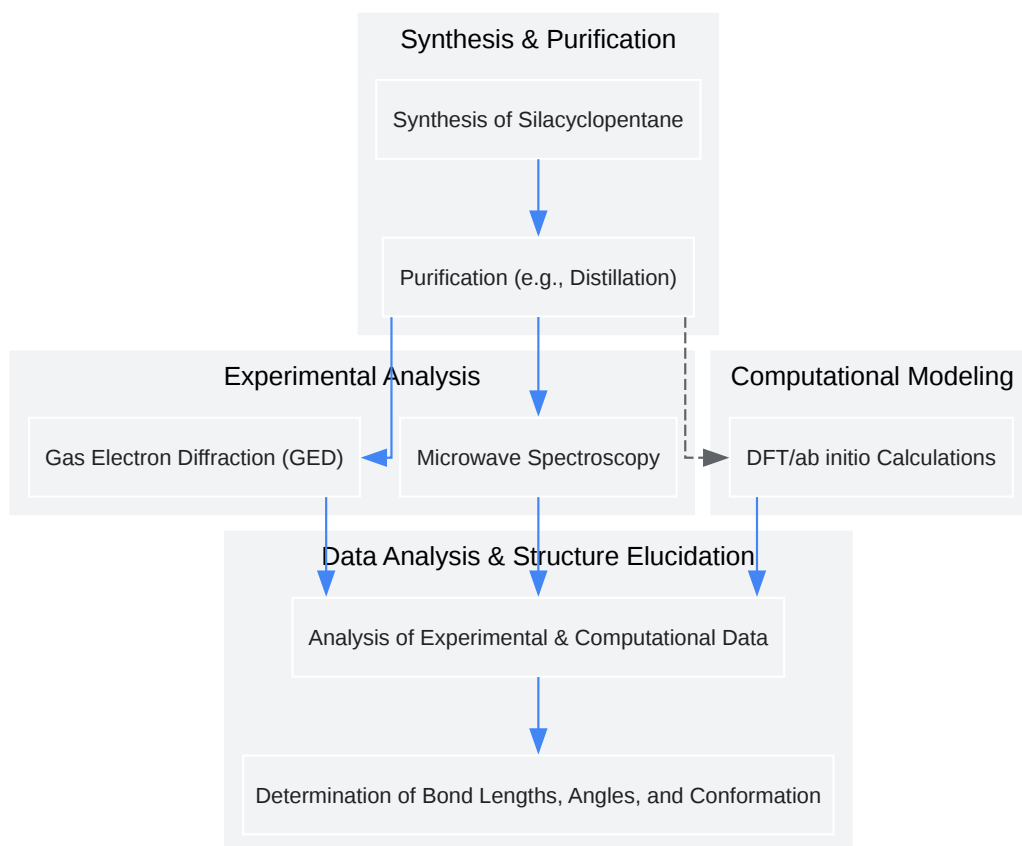 Synthesis & Purification
Synthesis of Silacyclopentane
Purification (e.g., Distillation)
Experimental Analysis
Computational Modeling
Gas Electron Diffraction (GED)
Microwave Spectroscopy
DFT/ab initio Calculations
Data Analysis & Structure Elucidation
Analysis of Experimental & Computational Data
Determination of Bond Lengths, Angles, and Conformation